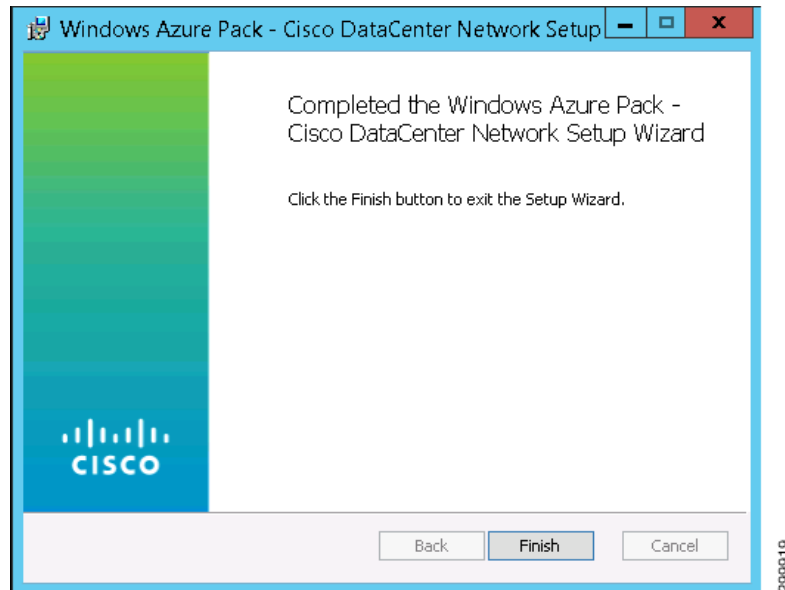 Windows Azure Pack - Cisco DataCenter Network Setup
Completed the Windows Azure Pack -
Cisco DataCenter Network Setup Wizard
Click the Finish button to exit the Setup Wizard.
CISCO
Back
Finish
Cancel